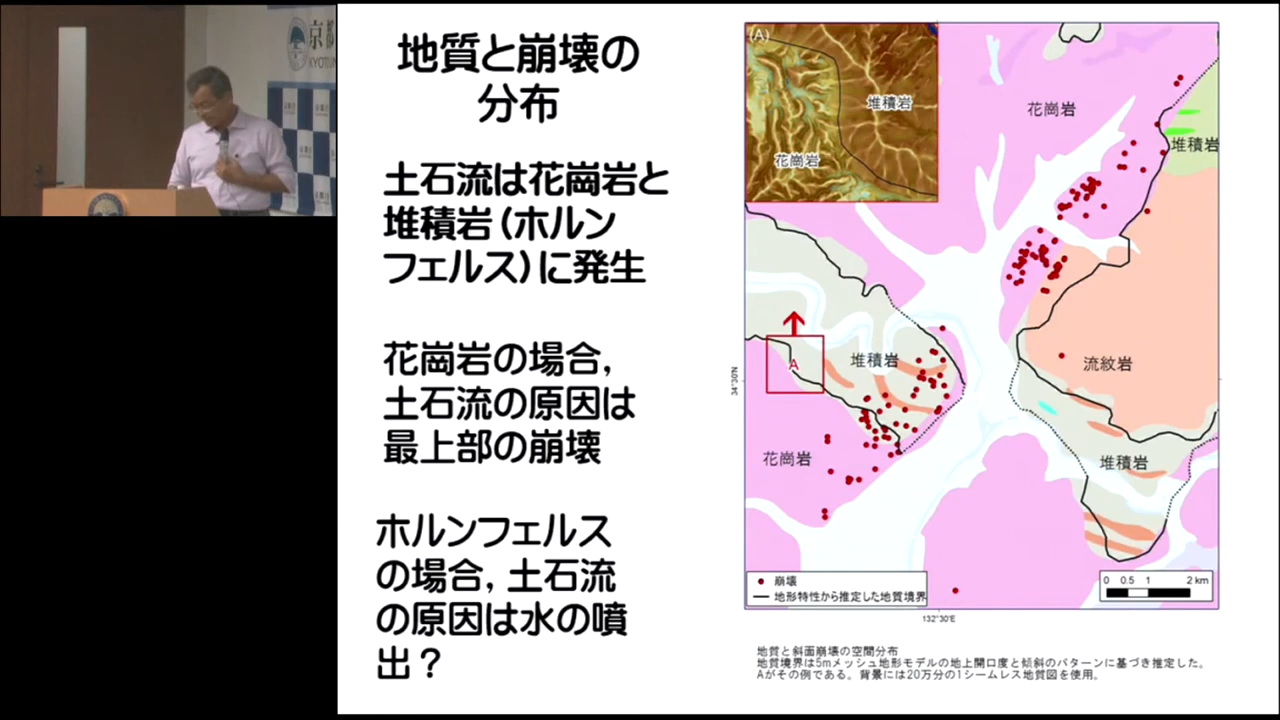 京都
KYOTO
地質と崩壊の
分布
土石流は花崗岩と
堆積岩(ホルン
フェルス)に発生
花崗岩の場合,
土石流の原因は
最上部の崩壊
ホルンフェルス
の場合, 土石流
の原因は水の噴
出?
(A)
堆積岩
花崗岩
花崗岩
堆積岩
A
堆積岩
流紋岩
花崗岩
堆積岩
34°30'N
崩壊
地形特性から推定した地質境界
0 0.5 1 2 km
132°30'E
地質と斜面崩壊の空間分布
地質境界は5mメッシュ地形モデルの地上開口度と傾斜のパターンに基づき推定した。
Aがその例である。背景には20万分の1シームレス地質図を使用。